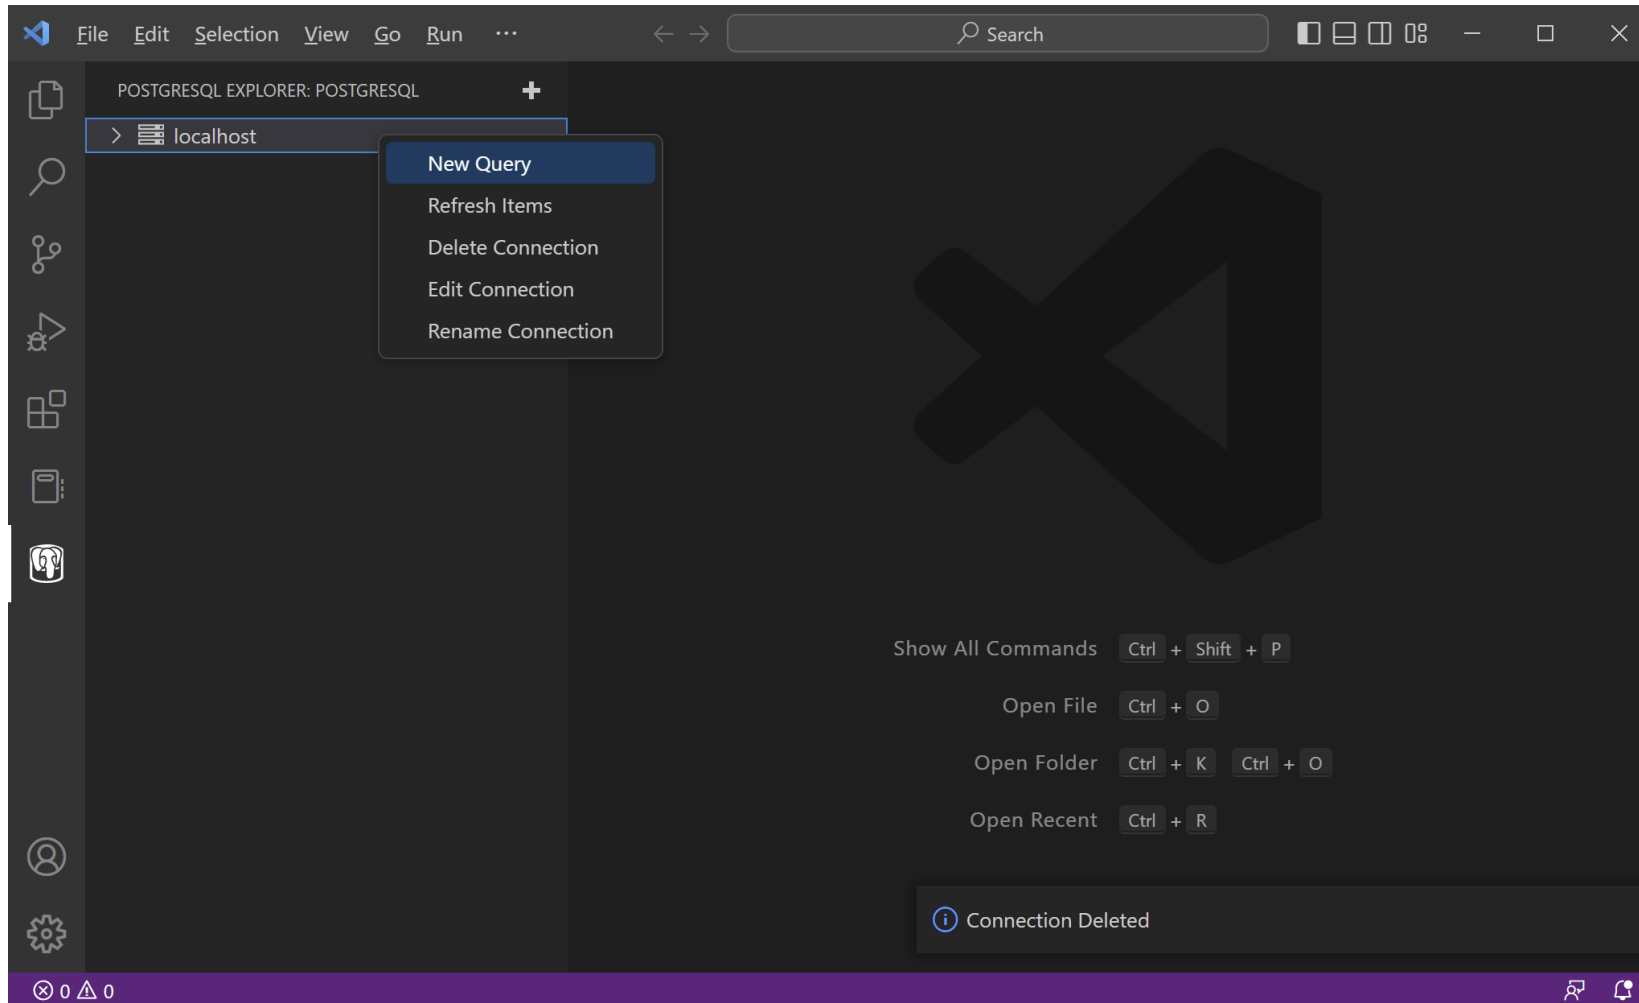 File Edit Selection View Go Run ··· Search
POSTGRESQL EXPLORER: POSTGRESQL
localhost
New Query
Refresh Items
Delete Connection
Edit Connection
Rename Connection
Show All Commands Ctrl + Shift + P
Open File Ctrl + O
Open Folder Ctrl + K Ctrl + O
Open Recent Ctrl + R
Connection Deleted
0 0